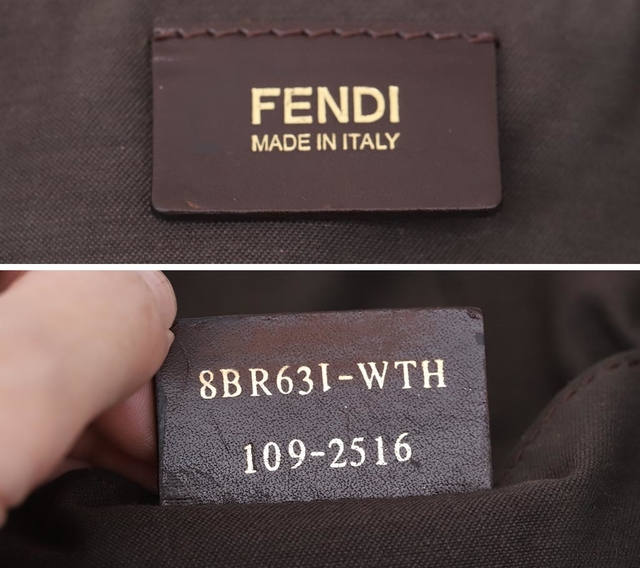 FENDI
MADE IN ITALY
8BR631-WTH
109-2516